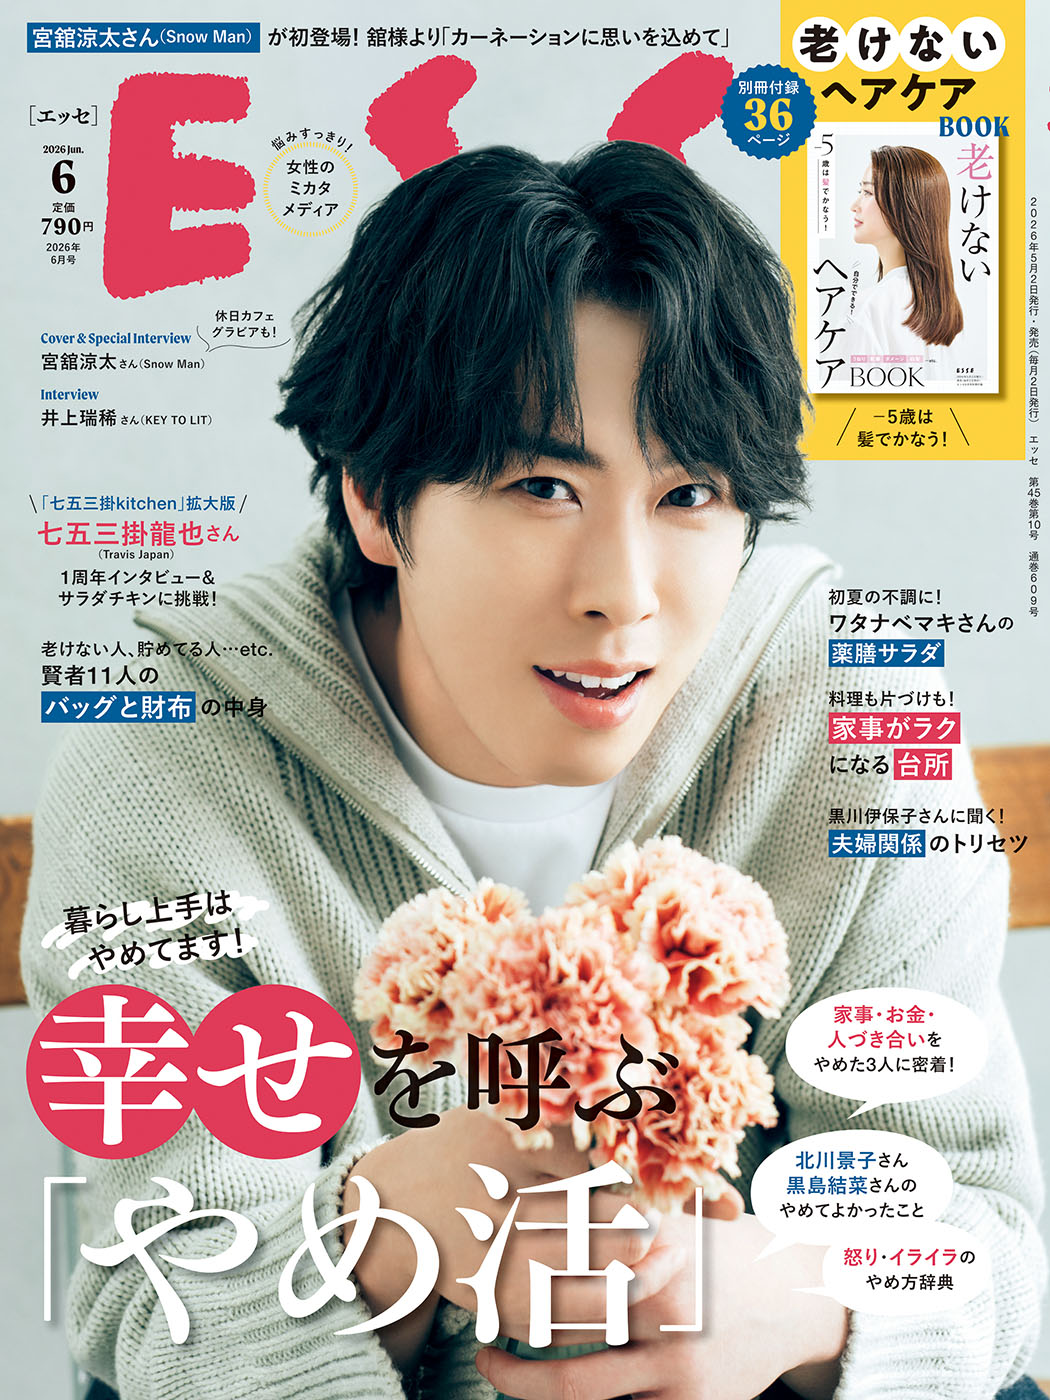 宮舘涼太さん(Snow Man)が初登場! 舘様より「カーネーションに思いを込めて」
ESS
[エッセ]
2026 Jun.
6
定価
790円
2026年
6月号
悩みすっきり!
女性の
ミカタ
メディア
別冊付録
36
ページ
老けない
ヘアケア
BOOK
−5歳は髪でかなう!
老けない
自分でできる!
ヘアケア
BOOK
ESSE
−5歳は
髪でかなう!
2026年5月2日発行・発売(毎月2日発行) エッセ 第45巻第10号 通巻609号
Cover & Special Interview
宮舘涼太さん(Snow Man)
休日カフェ
グラビアも!
Interview
井上瑞稀さん(KEY TO LIT)
「七五三掛kitchen」拡大版
七五三掛龍也さん
(Travis Japan)
1周年インタビュー&
サラダチキンに挑戦!
老けない人、貯めてる人…etc.
賢者11人の
バッグと財布の中身
初夏の不調に!
ワタナベマキさんの
薬膳サラダ
料理も片づけも!
家事がラク
になる台所
黒川伊保子さんに聞く!
夫婦関係のトリセツ
暮らし上手は
やめてます!
幸せを呼ぶ
「やめ活」
家事・お金・
人づき合いを
やめた3人に密着!
北川景子さん
黒島結菜さんの
やめてよかったこと
怒り・イライラの
やめ方辞典